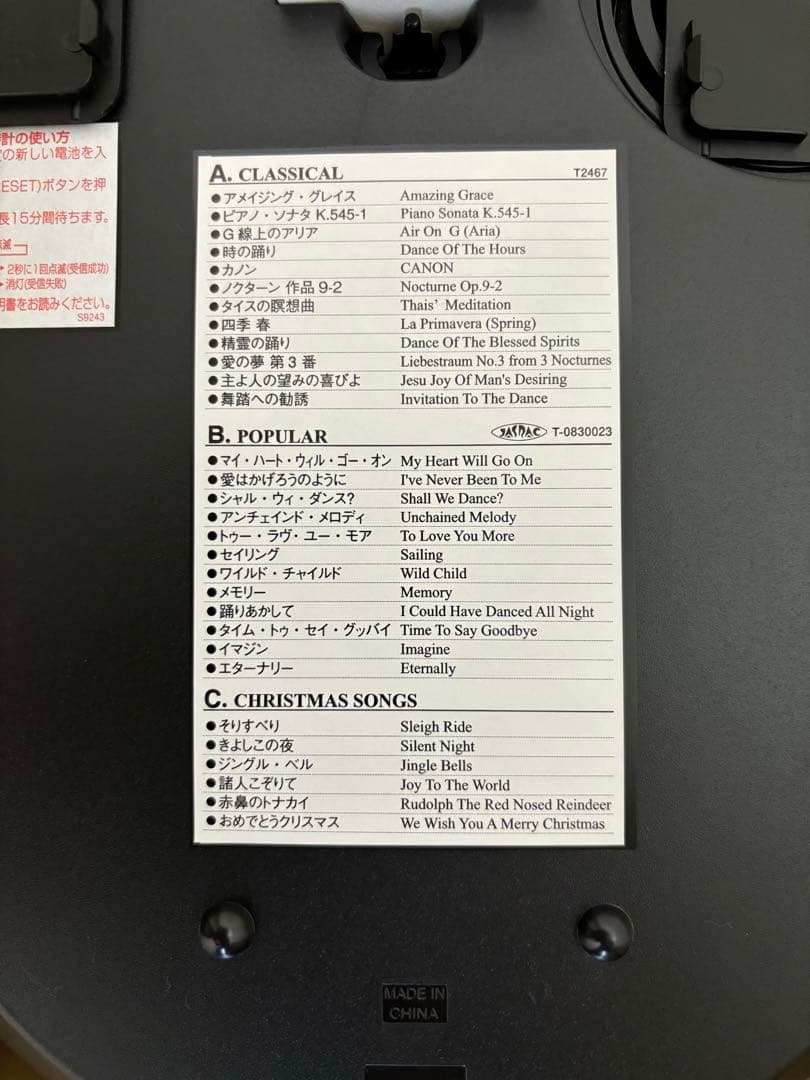 計の使い方
の新しい電池を入
ESET)ボタンを押
長15分間待ちます。
滅
2秒に1回点滅(受信成功)
消灯(受信失敗)
明書をお読みください。
S9243
A. CLASSICAL T2467
●アメイジング・グレイス Amazing Grace
●ピアノ・ソナタ K.545-1 Piano Sonata K.545-1
●G 線上のアリア Air On G (Aria)
●時の踊り Dance Of The Hours
●カノン CANON
●ノクターン 作品 9-2 Nocturne Op.9-2
●タイスの瞑想曲 Thais' Meditation
●四季 春 La Primavera (Spring)
●精霊の踊り Dance Of The Blessed Spirits
●愛の夢 第3番 Liebestraum No.3 from 3 Nocturnes
●主よ人の望みの喜びよ Jesu Joy Of Man's Desiring
●舞踏への勧誘 Invitation To The Dance
B. POPULAR JASRAC T-0830023
●マイ・ハート・ウィル・ゴー・オン My Heart Will Go On
●愛はかげろうのように I've Never Been To Me
●シャル・ウィ・ダンス? Shall We Dance?
●アンチェインド・メロディ Unchained Melody
●トゥー・ラヴ・ユー・モア To Love You More
●セイリング Sailing
●ワイルド・チャイルド Wild Child
●メモリー Memory
●踊りあかして I Could Have Danced All Night
●タイム・トゥ・セイ・グッバイ Time To Say Goodbye
●イマジン Imagine
●エターナリー Eternally
C. CHRISTMAS SONGS
●そりすべり Sleigh Ride
●きよしこの夜 Silent Night
●ジングル・ベル Jingle Bells
●諸人こぞりて Joy To The World
●赤鼻のトナカイ Rudolph The Red Nosed Reindeer
●おめでとうクリスマス We Wish You A Merry Christmas
MADE IN
CHINA